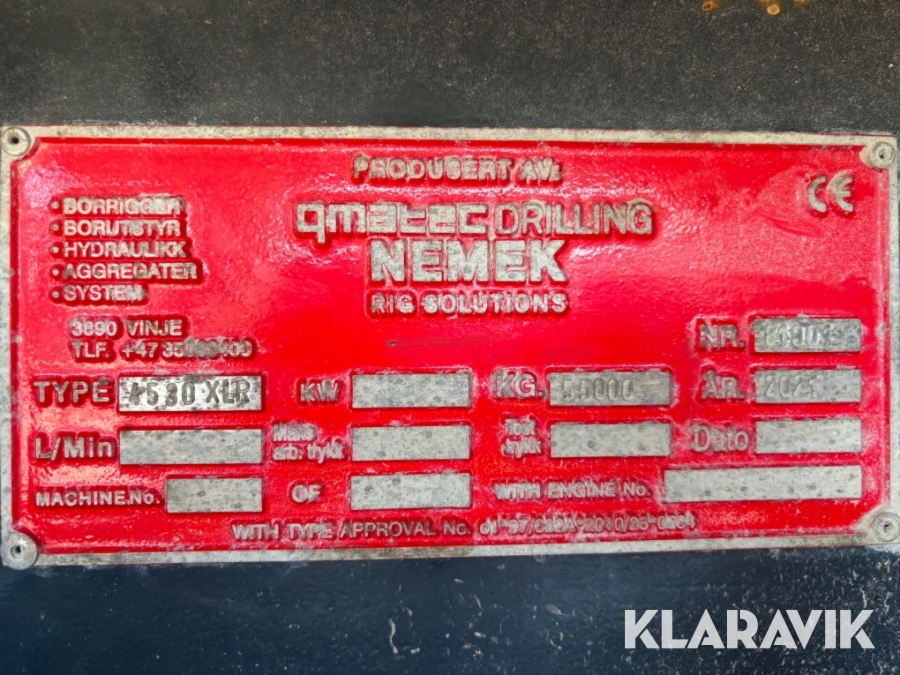 PRODUSERT AV:
qmatec DRILLING
NEMEK
RIG SOLUTIONS
CE
• BORRIGGER
• BORUTSTYR
• HYDRAULIKK
• AGGREGATER
• SYSTEM
3890 VINJE
TLF.
NR.
TYPE 4530 XLR KW KG. ÅR.
L/Min Maks arb. trykk Test trykk Dato
MACHINE.No. OF WITH ENGINE No.
WITH TYPE APPROVAL No.
KLARAVIK